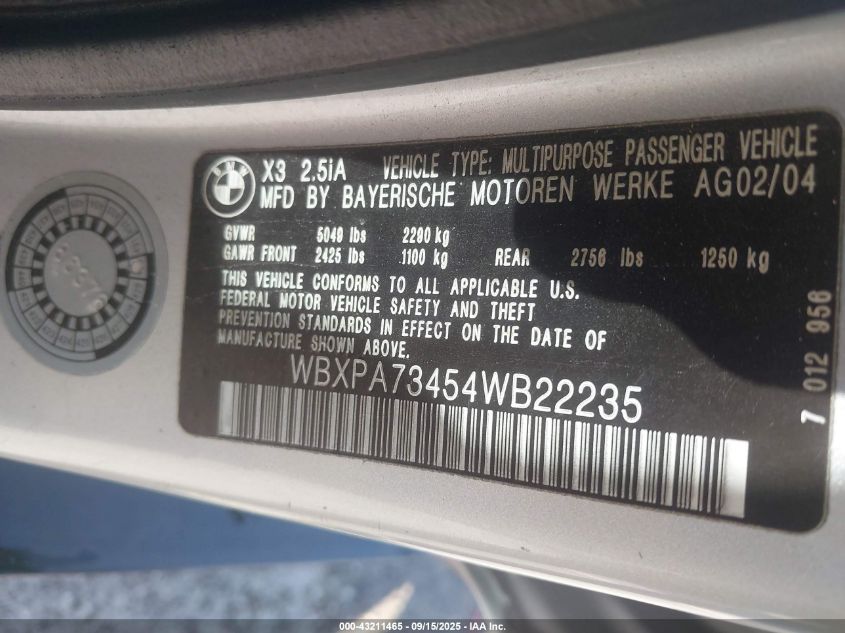 BMW
X3 2.5iA VEHICLE TYPE: MULTIPURPOSE PASSENGER VEHICLE
MFD BY BAYERISCHE MOTOREN WERKE AG02/04
GVWR 5049 lbs 2290 kg
GAWR FRONT 2425 lbs 1100 kg REAR 2756 lbs 1250 kg
THIS VEHICLE CONFORMS TO ALL APPLICABLE U.S.
FEDERAL MOTOR VEHICLE SAFETY AND THEFT
PREVENTION STANDARDS IN EFFECT ON THE DATE OF
MANUFACTURE SHOWN ABOVE.
WBXPA73454WB22235
7 012 956
000-43211465 - 09/15/2025 - IAA Inc.